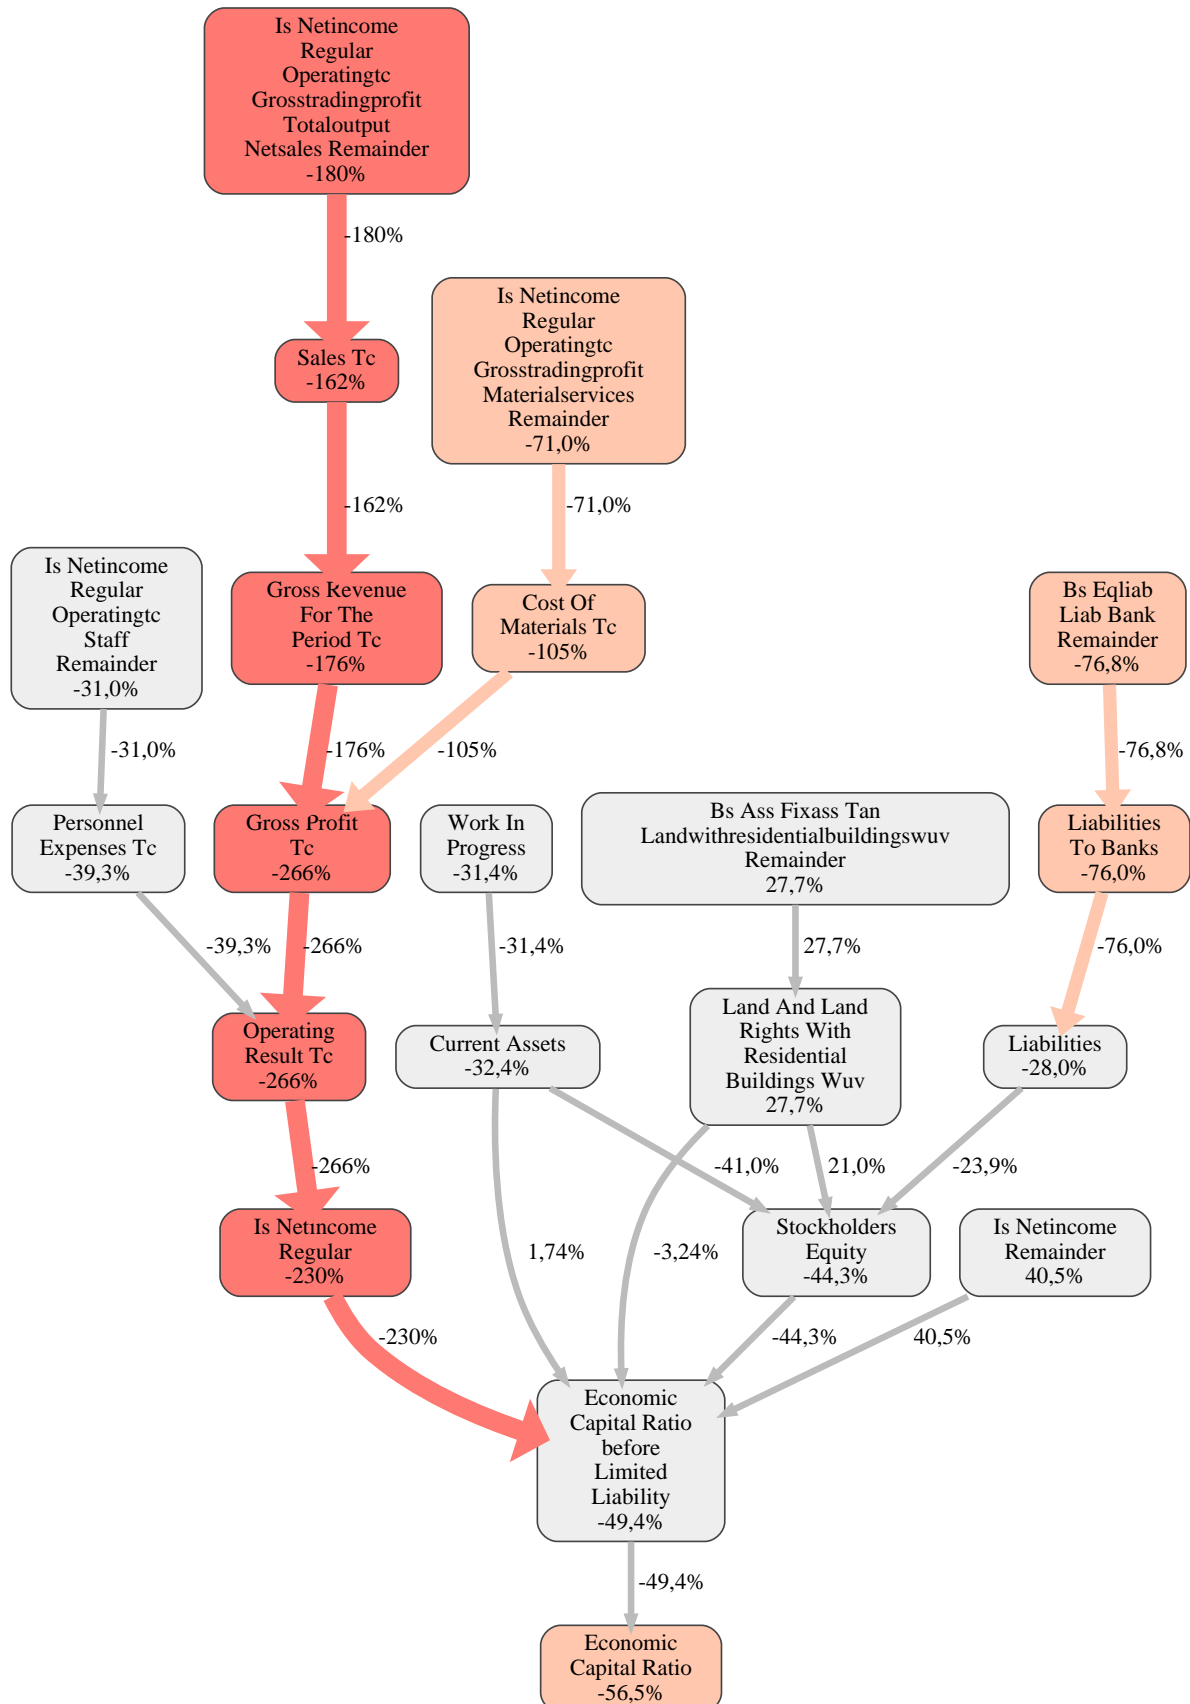 Is Netincome
Regular
Operatingtc
Grosstradingprofit
Totaloutput
Netsales Remainder
-180%
-180%
Sales Tc
-162%
Is Netincome
Regular
Operatingtc
Grosstradingprofit
Materialservices
Remainder
-71,0%
-162%
-71,0%
Is Netincome
Regular
Operatingtc
Staff
Remainder
-31,0%
Gross Revenue
For The
Period Tc
-176%
Cost Of
Materials Tc
-105%
Bs Eqliab
Liab Bank
Remainder
-76,8%
-31,0%
-176%
-105%
-76,8%
Personnel
Expenses Tc
-39,3%
Gross Profit
Tc
-266%
Work In
Progress
-31,4%
Bs Ass Fixass Tan
Landwithresidentialbuildingswuv
Remainder
27,7%
Liabilities
To Banks
-76,0%
-39,3%
-266%
-31,4%
27,7%
-76,0%
Operating
Result Tc
-266%
Current Assets
-32,4%
Land And Land
Rights With
Residential
Buildings Wuv
27,7%
Liabilities
-28,0%
-266%
-41,0%
21,0%
-23,9%
Is Netincome
Regular
-230%
1,74%
-3,24%
Stockholders
Equity
-44,3%
Is Netincome
Remainder
40,5%
-230%
-44,3%
40,5%
Economic
Capital Ratio
before
Limited
Liability
-49,4%
-49,4%
Economic
Capital Ratio
-56,5%